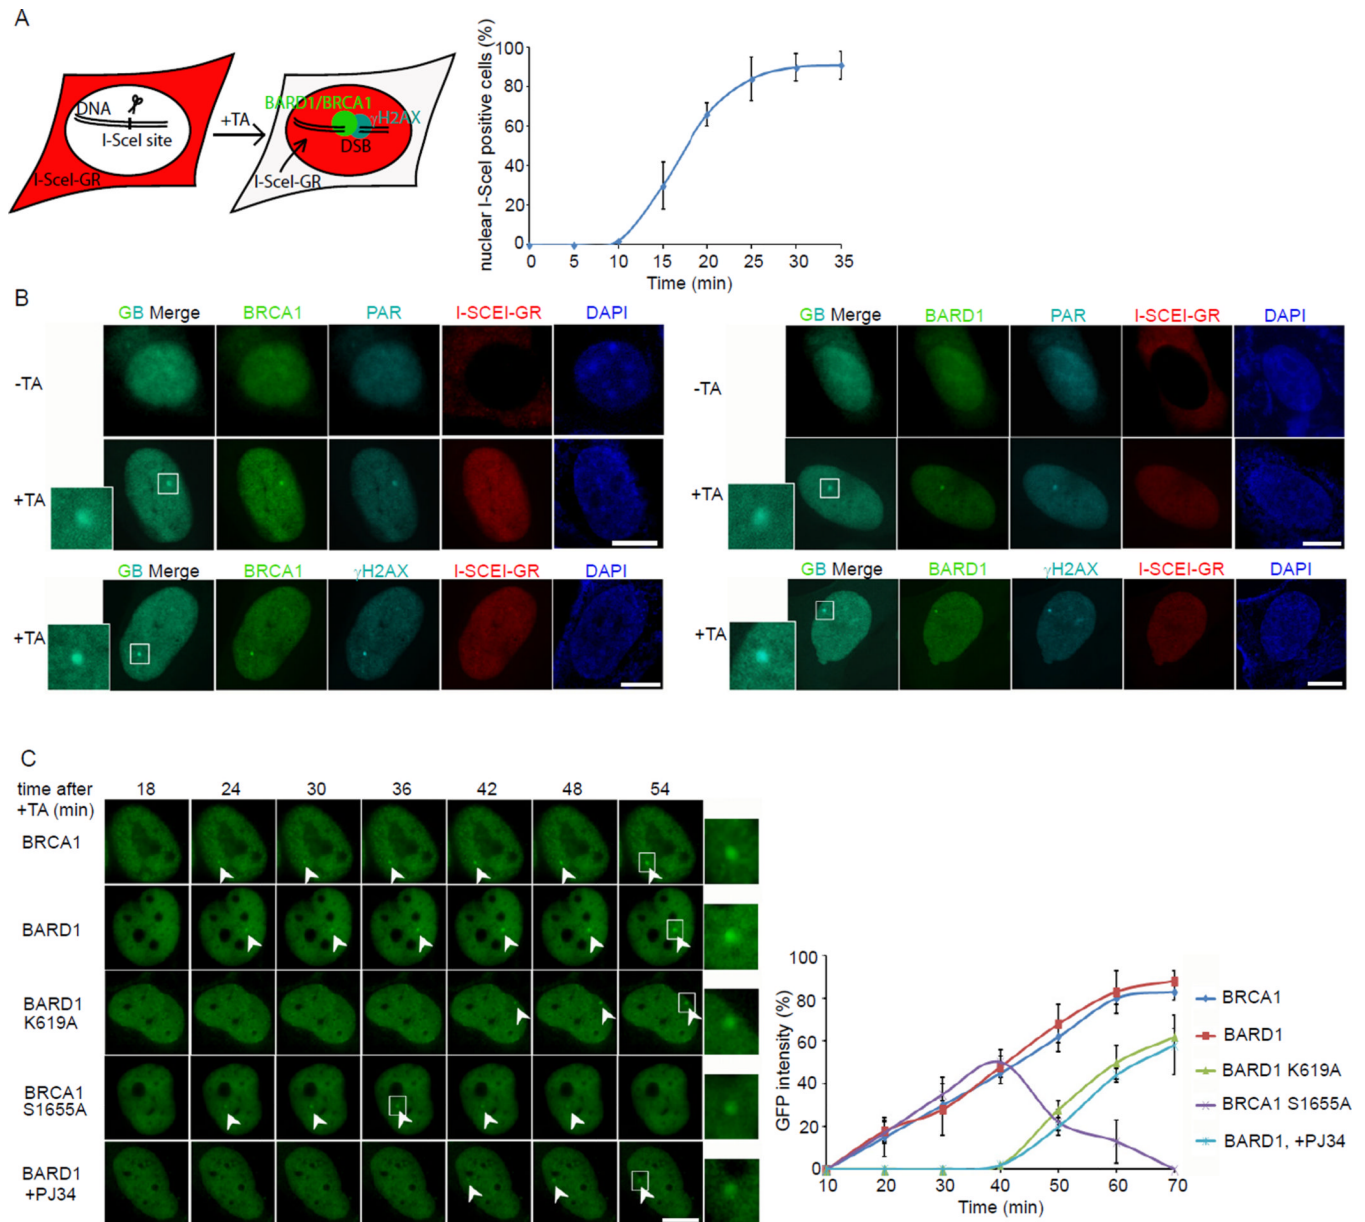 A
DNA
I-SceI site
I-SceI-GR
+TA
BARD1/BRCA1
γH2AX
DSB
I-SceI-GR
nuclear I-SceI positive cells (%)
100
80
60
40
20
0
0 5 10 15 20 25 30 35
Time (min)
B
GB Merge BRCA1 PAR I-SCEI-GR DAPI
-TA
+TA
GB Merge BRCA1 γH2AX I-SCEI-GR DAPI
+TA
GB Merge BARD1 PAR I-SCEI-GR DAPI
-TA
+TA
GB Merge BARD1 γH2AX I-SCEI-GR DAPI
+TA
C
time after 18 24 30 36 42 48 54
+TA (min)
BRCA1
BARD1
BARD1
K619A
BRCA1
S1655A
BARD1
+PJ34
GFP intensity (%)
100
80
60
40
20
0
10 20 30 40 50 60 70
Time (min)
BRCA1
BARD1
BARD1 K619A
BRCA1 S1655A
BARD1, +PJ34